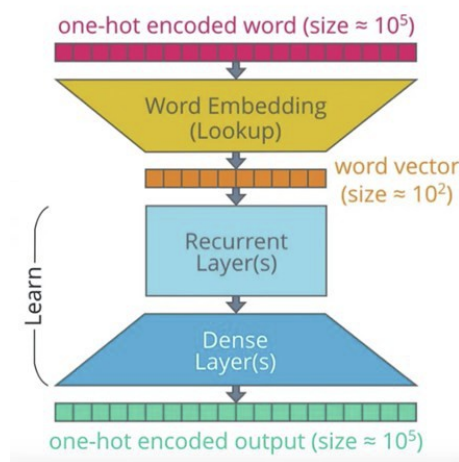 one-hot encoded word (size ≈ 10⁵)
Word Embedding
(Lookup)
word vector
(size ≈ 10²)
Recurrent
Layer(s)
Learn
Dense
Layer(s)
one-hot encoded output (size ≈ 10⁵)